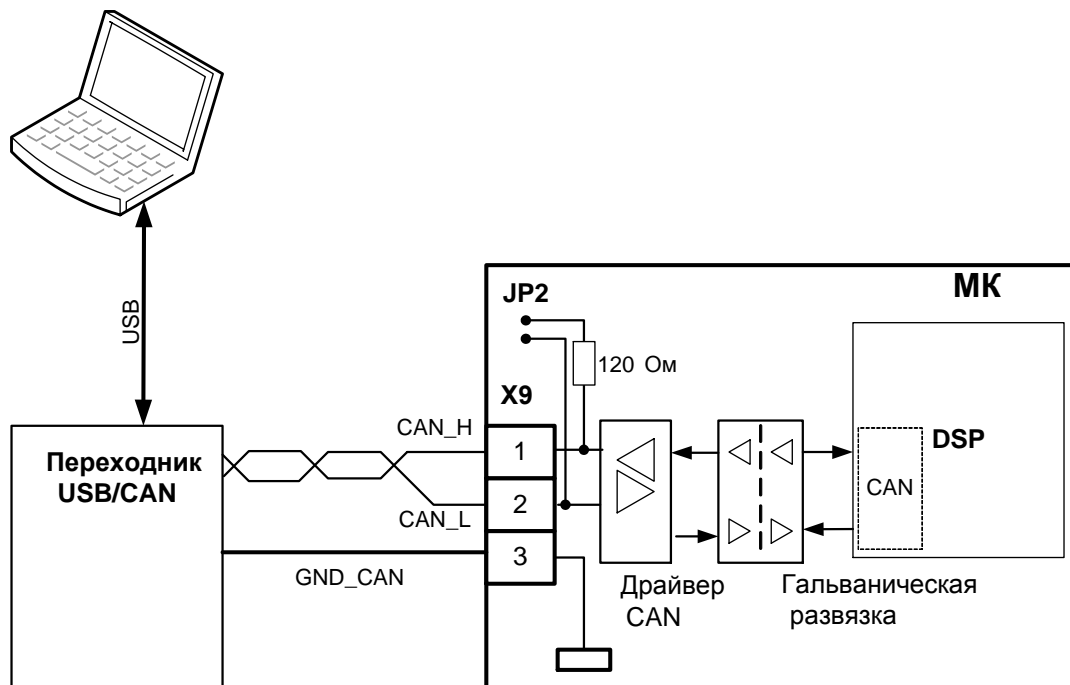 USB
МК
JP2
120 Ом
X9
CAN_H
1
DSP
Переходник
USB/CAN
CAN
2
CAN_L
3
GND_CAN
Драйвер
CAN
Гальваническая
развязка